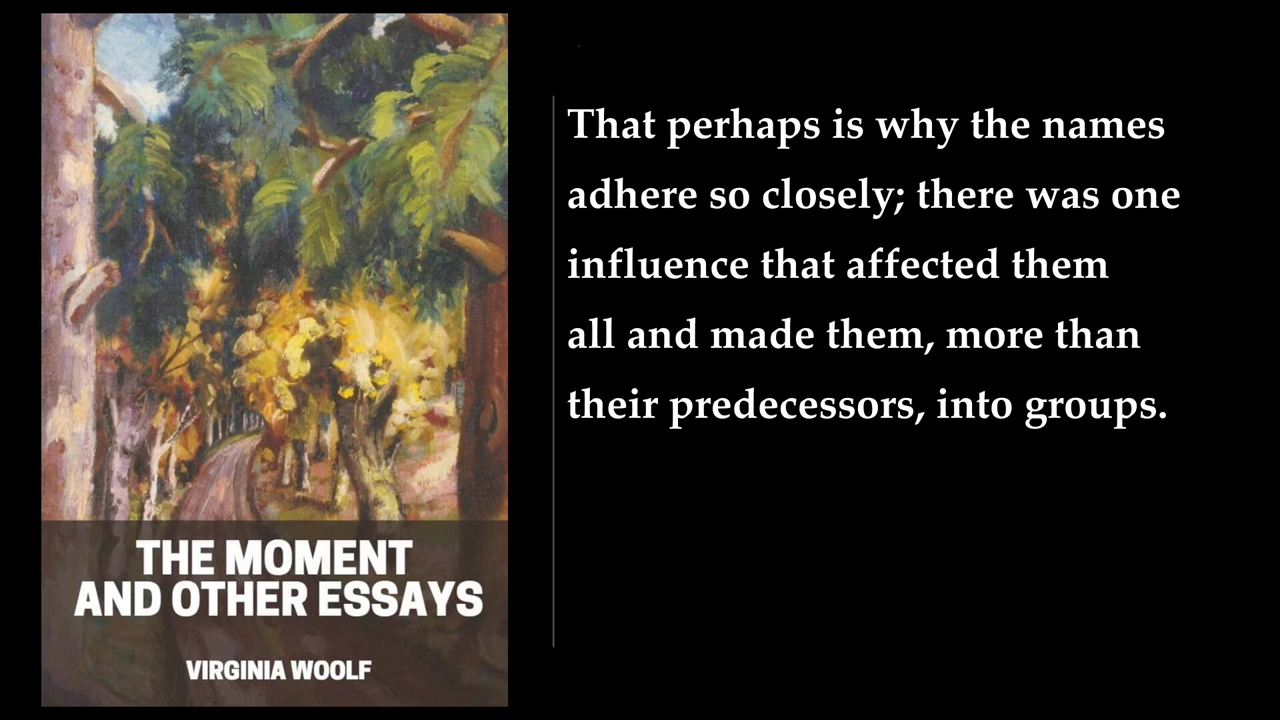 THE MOMENT
AND OTHER ESSAYS
VIRGINIA WOOLF
That perhaps is why the names
adhere so closely; there was one
influence that affected them
all and made them, more than
their predecessors, into groups.